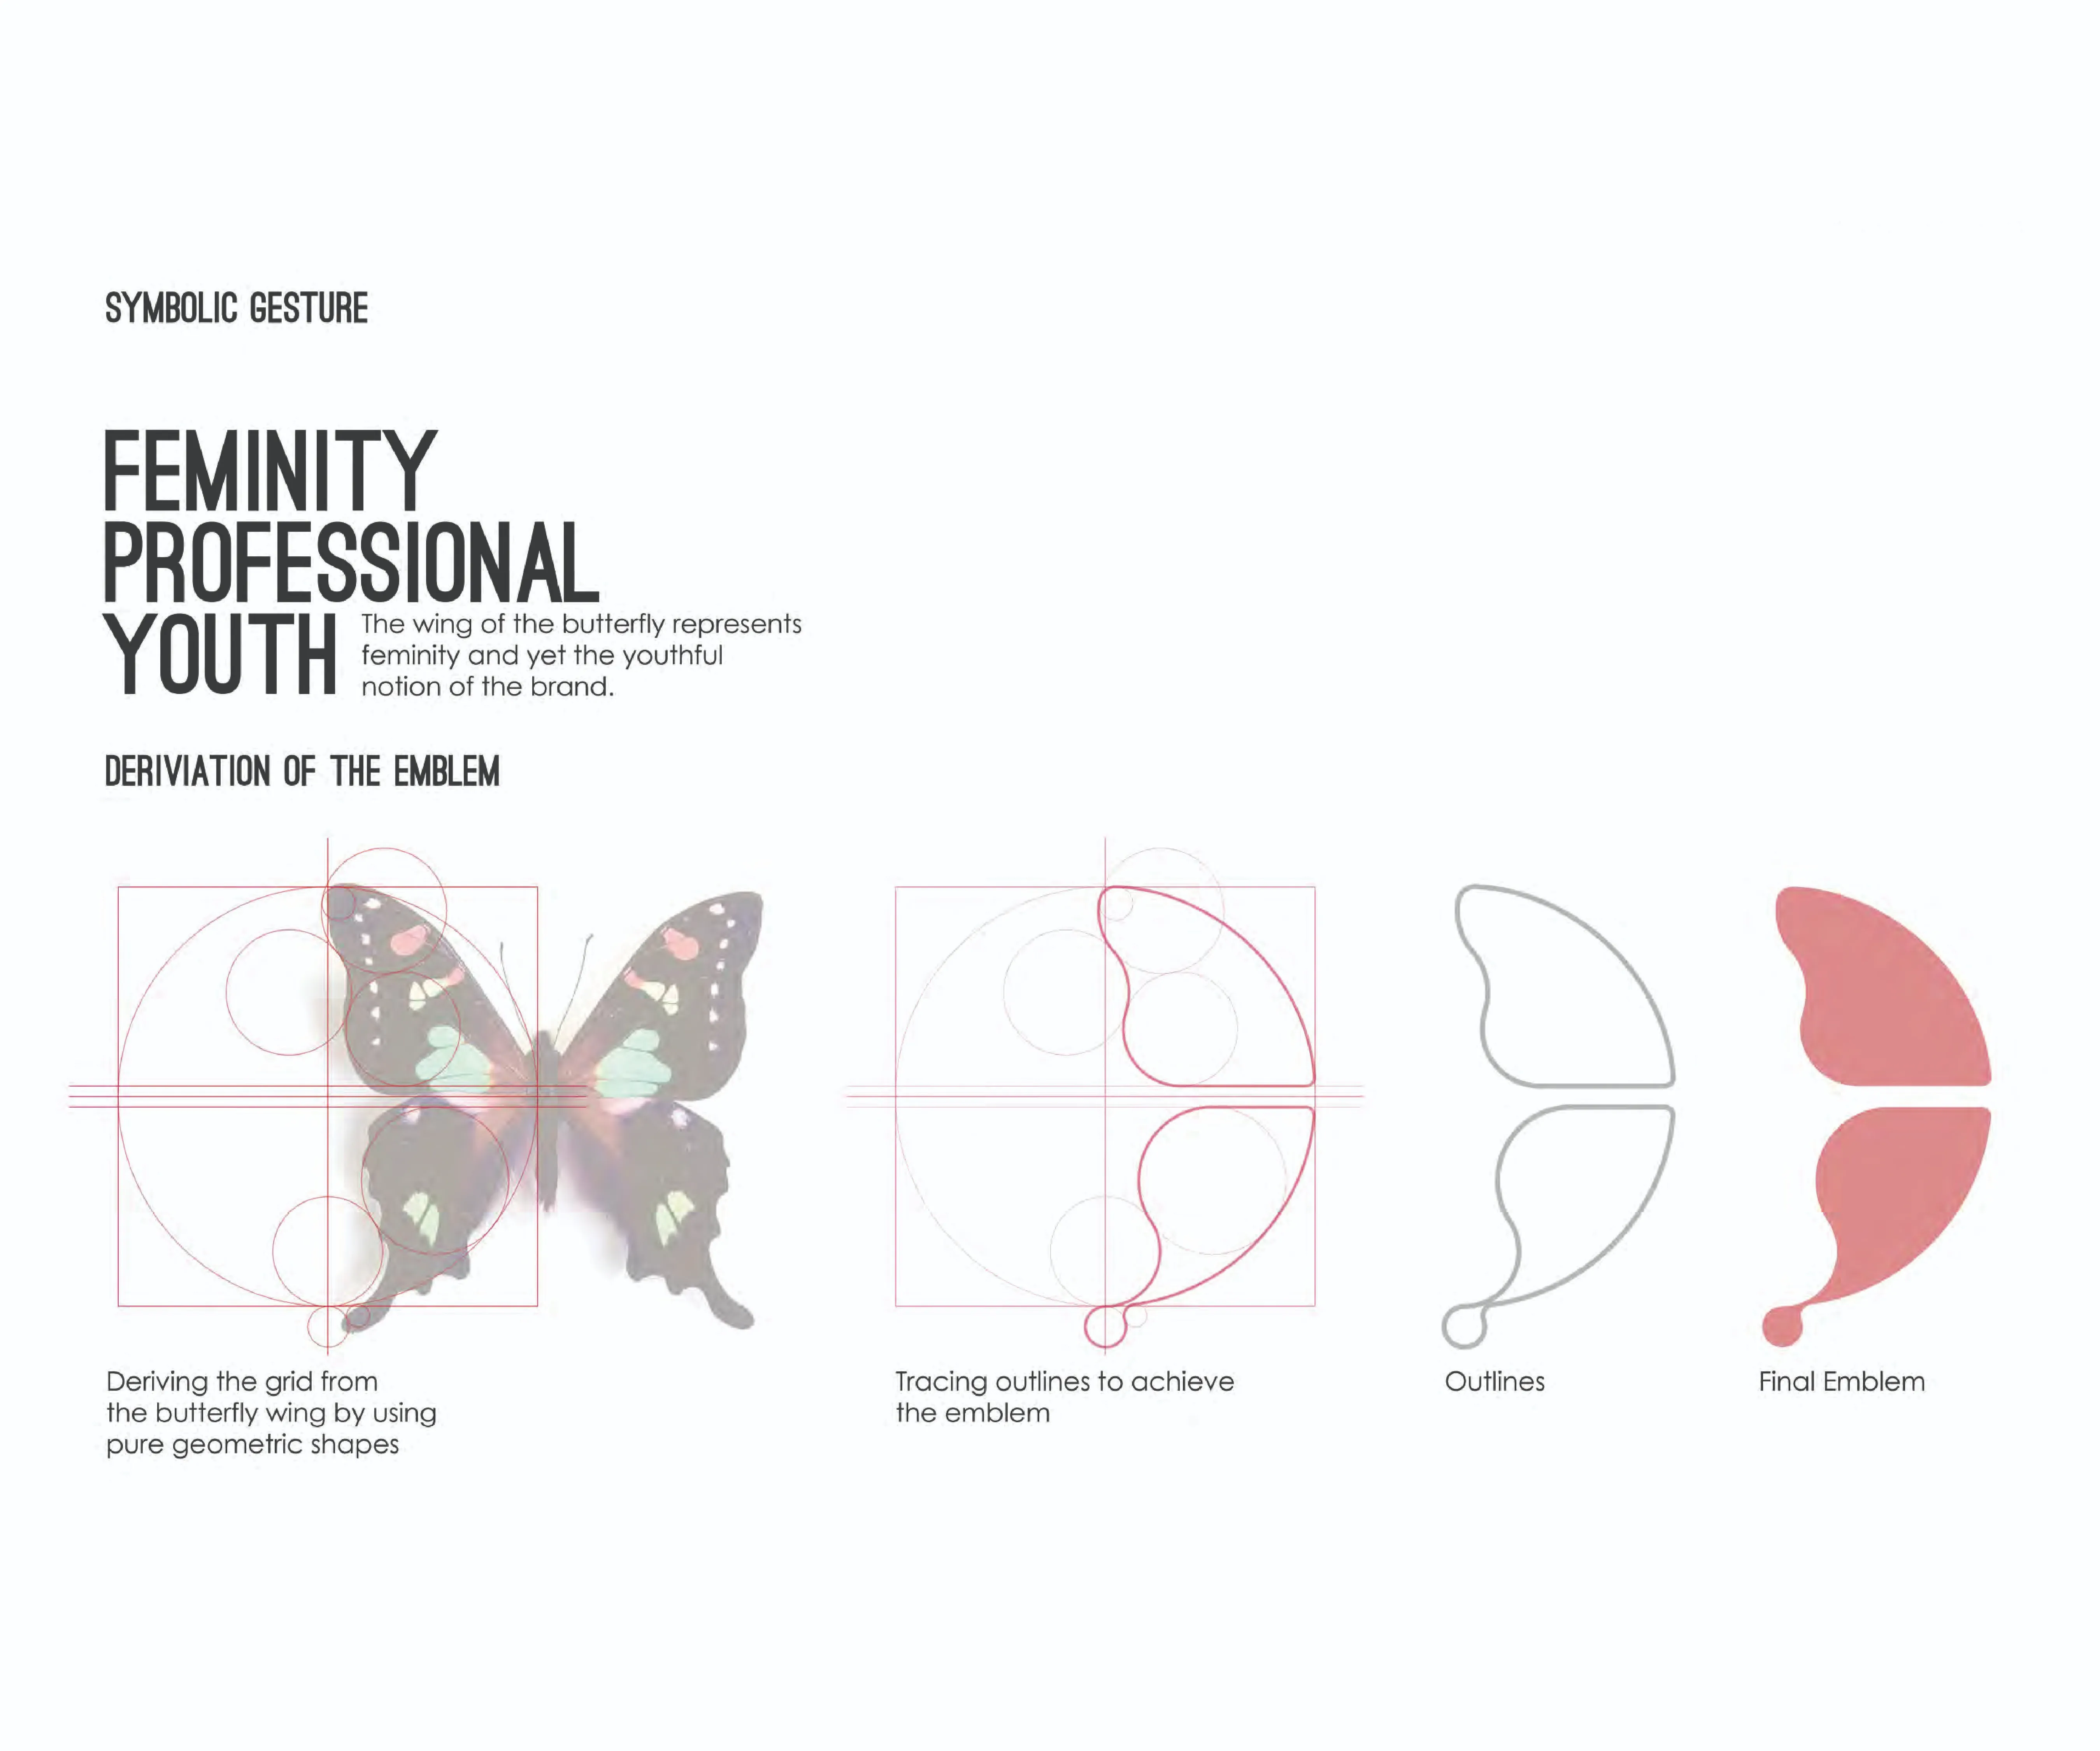 SYMBOLIC GESTURE
FEMINITY
PROFESSIONAL
YOUTH
The wing of the butterfly represents
feminity and yet the youthful
notion of the brand.
DERIVIATION OF THE EMBLEM
Deriving the grid from
the butterfly wing by using
pure geometric shapes
Tracing outlines to achieve
the emblem
Outlines
Final Emblem